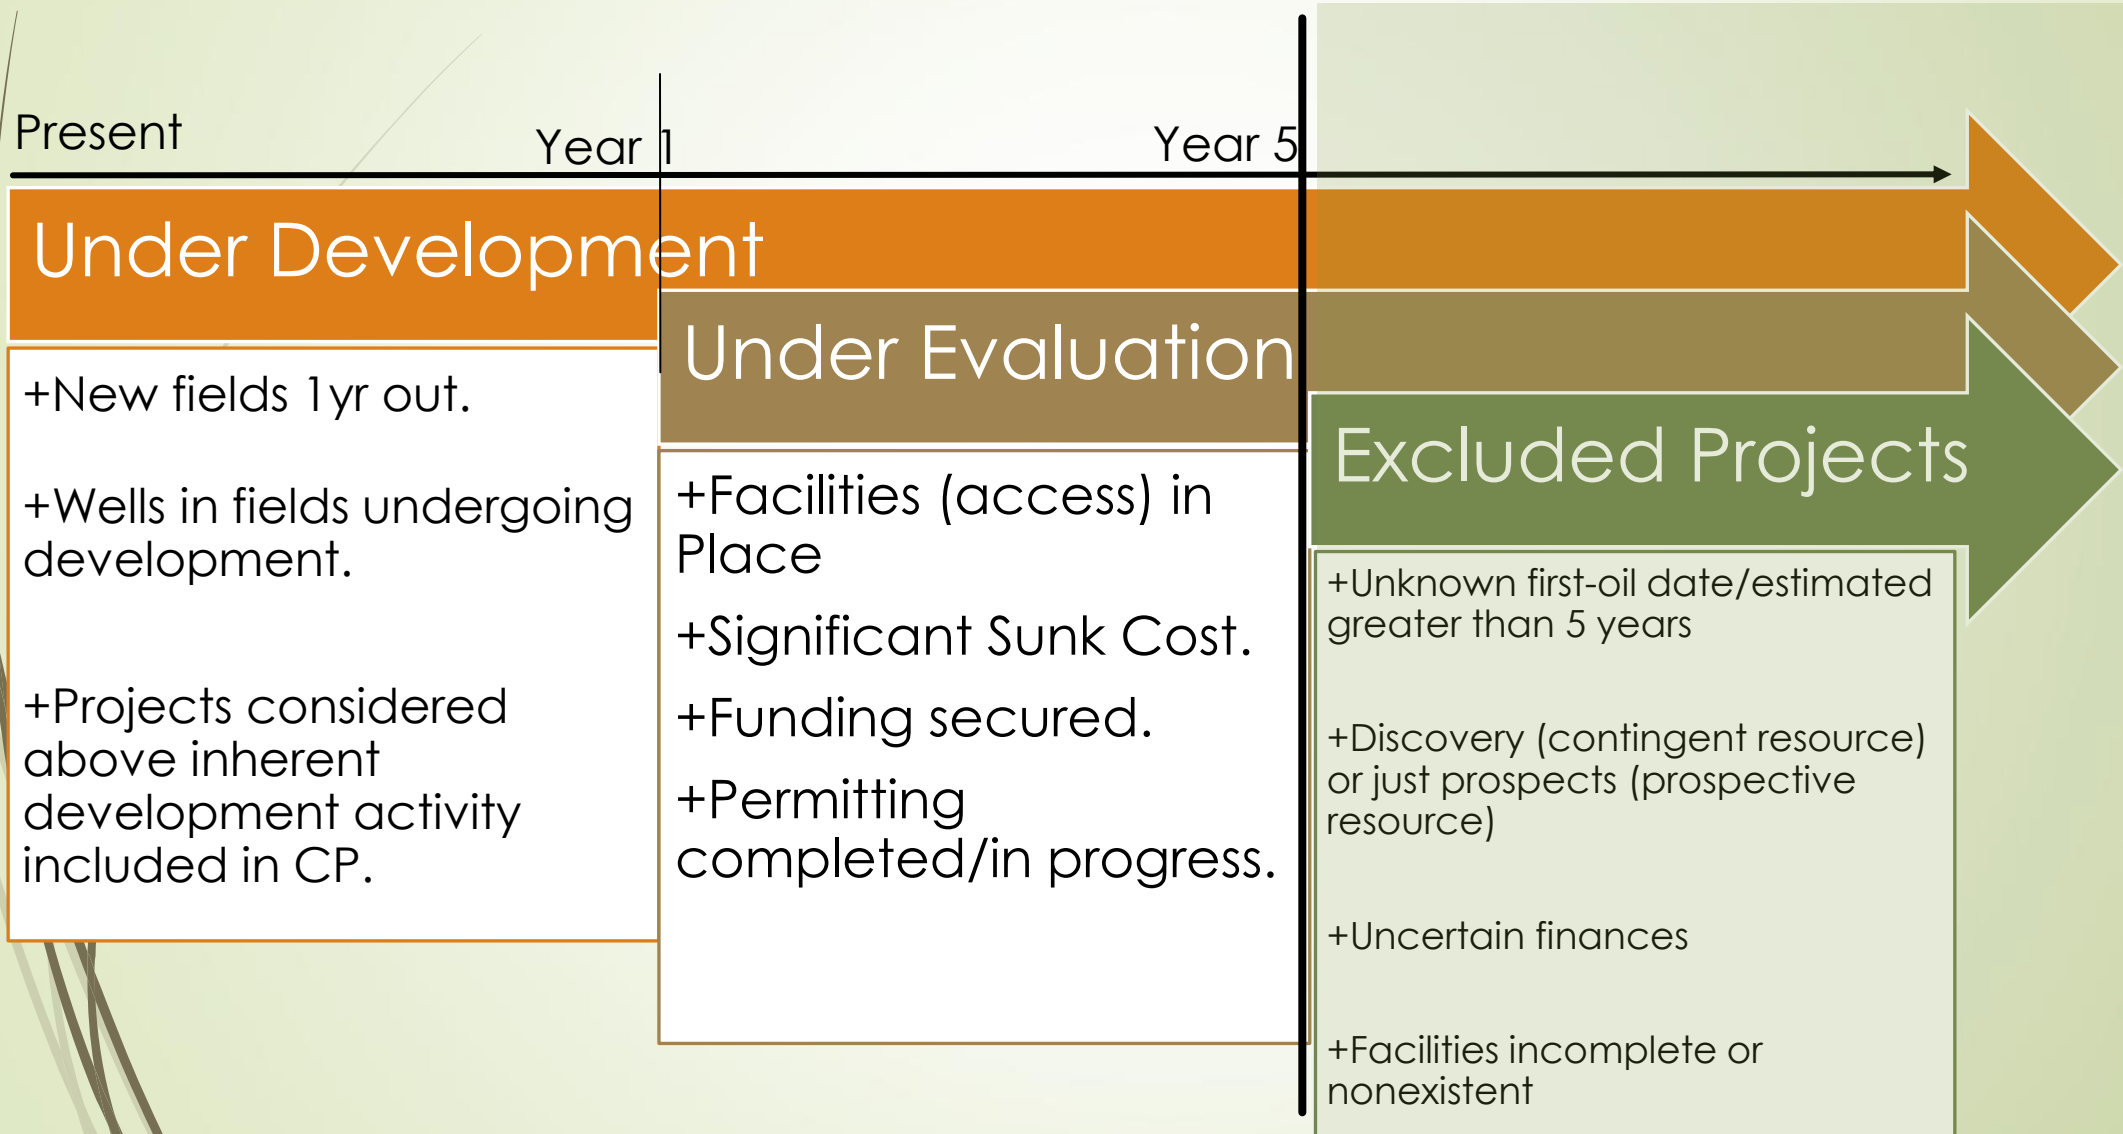 Present
Year 1
Year 5
Under Development
+New fields 1yr out.
+Wells in fields undergoing
development.
+Projects considered
above inherent
development activity
included in CP.
Under Evaluation
+Facilities (access) in
Place
+Significant Sunk Cost.
+Funding secured.
+Permitting
completed/in progress.
Excluded Projects
+Unknown first-oil date/estimated
greater than 5 years
+Discovery (contingent resource)
or just prospects (prospective
resource)
+Uncertain finances
+Facilities incomplete or
nonexistent